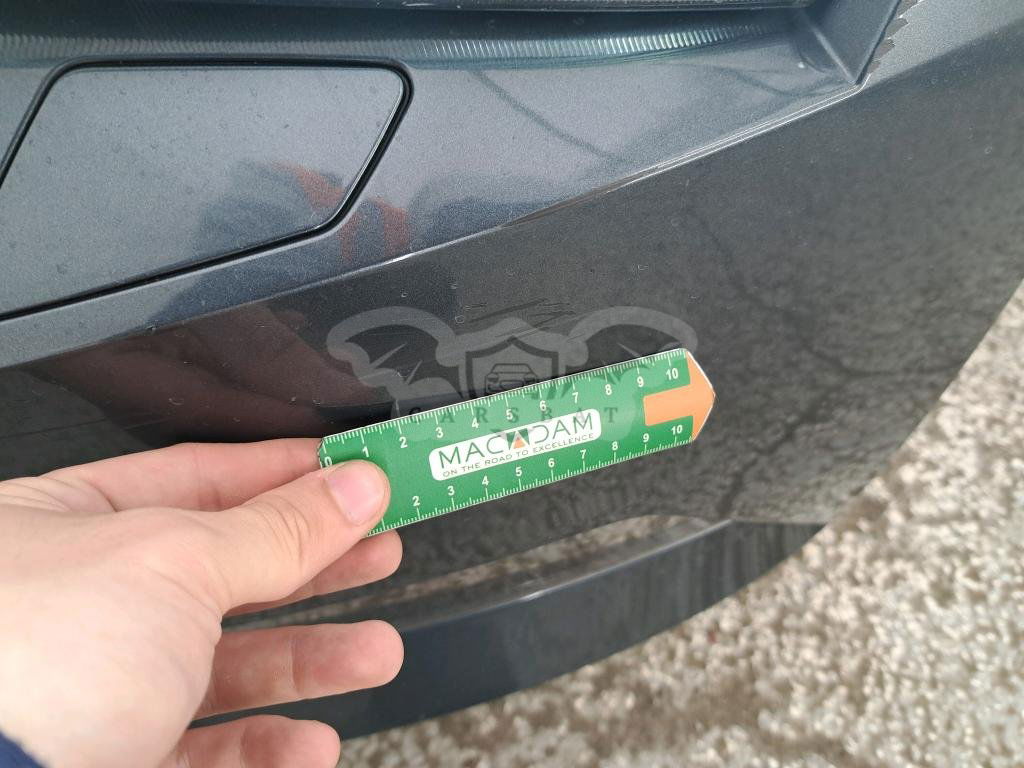 CARSBAT
0 1 2 3 4 5 6 7 8 9 10
MACADAM
ON THE ROAD TO EXCELLENCE
2 3 4 5 6 7 8 9 10